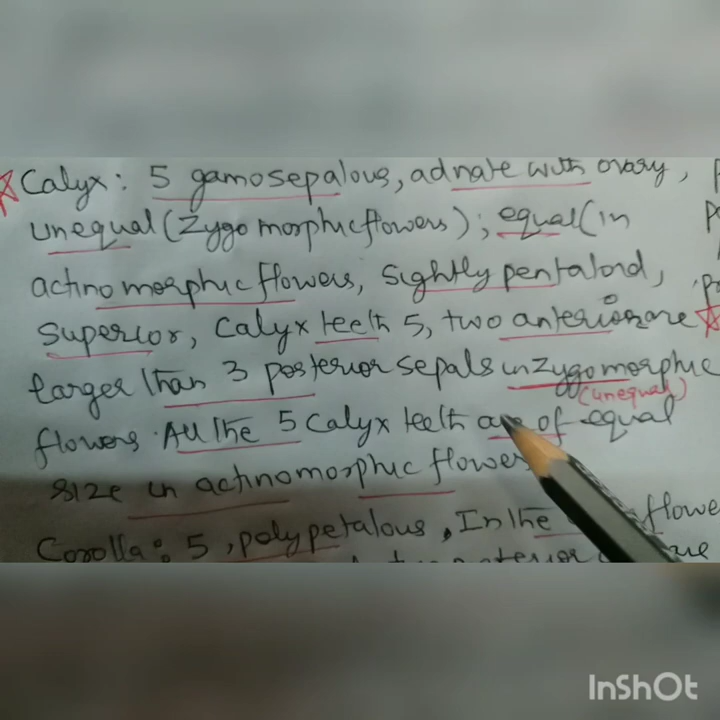 Calyx: 5 gamosepalous, adnate with ovary,
unequal (Zygomorphic flowers); equal (in
actinomorphic flowers, Sightly pentaloid,
Superior, Calyx teeth 5, two anterior are
larger than 3 posterior sepals in zygomorphic
(unequal)
flowers. All the 5 Calyx teeth are of equal
size in actinomorphic flowers
Corolla: 5, polypetalous, In the flowe
InShOt